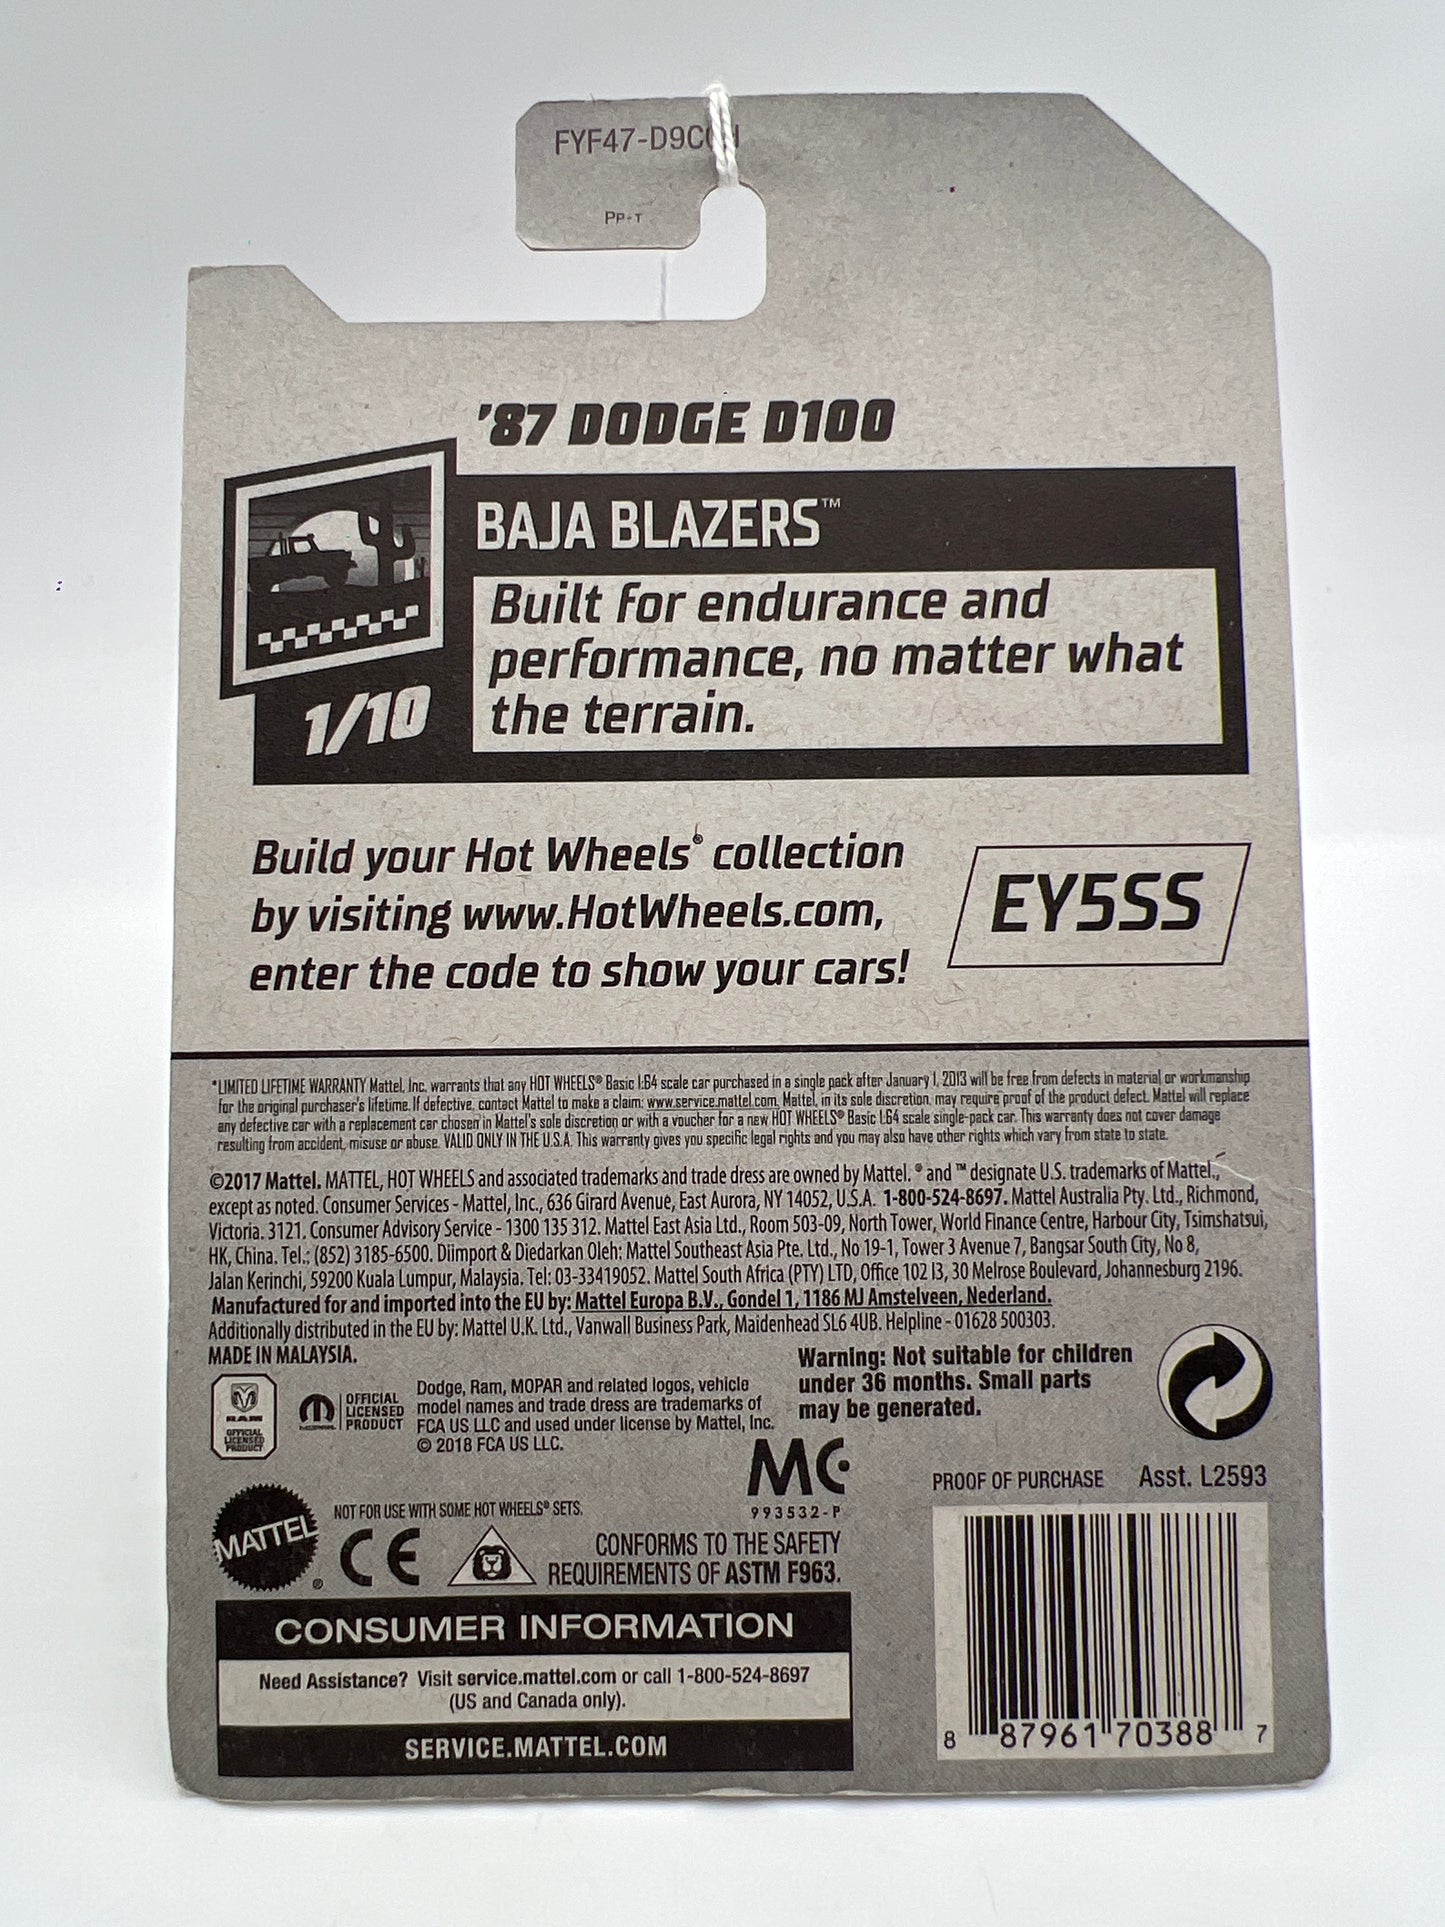 FYF47-D9C
PP-T
'87 DODGE D100
BAJA BLAZERS™
Built for endurance and
performance, no matter what
the terrain.
1/10
Build your Hot Wheels® collection
by visiting www.HotWheels.com,
enter the code to show your cars!
EY5SS
*LIMITED LIFETIME WARRANTY Mattel, Inc. warrants that any HOT WHEELS® Basic 1:64 scale car purchased in a single pack after January 1, 2013 will be free from defects in material or workmanship
for the original purchaser's lifetime. If defective, contact Mattel to make a claim: www.service.mattel.com. Mattel, in its sole discretion, may require proof of the product defect. Mattel will replace
any defective car with a replacement car chosen in Mattel's sole discretion or with a voucher for a new HOT WHEELS® Basic 1:64 scale single-pack car. This warranty does not cover damage
resulting from accident, misuse or abuse. VALID ONLY IN THE U.S.A. This warranty gives you specific legal rights and you may also have other rights which vary from state to state.
©2017 Mattel. MATTEL, HOT WHEELS and associated trademarks and trade dress are owned by Mattel. ® and ™ designate U.S. trademarks of Mattel,
except as noted. Consumer Services - Mattel, Inc., 636 Girard Avenue, East Aurora, NY 14052, U.S.A. 1-800-524-8697. Mattel Australia Pty. Ltd., Richmond,
Victoria. 3121. Consumer Advisory Service - 1300 135 312. Mattel East Asia Ltd., Room 503-09, North Tower, World Finance Centre, Harbour City, Tsimshatsui,
HK, China. Tel.: (852) 3185-6500. Diimport & Diedarkan Oleh: Mattel Southeast Asia Pte. Ltd., No 19-1, Tower 3 Avenue 7, Bangsar South City, No 8,
Jalan Kerinchi, 59200 Kuala Lumpur, Malaysia. Tel: 03-33419052. Mattel South Africa (PTY) LTD, Office 102 I3, 30 Melrose Boulevard, Johannesburg 2196.
Manufactured for and imported into the EU by: Mattel Europa B.V., Gondel 1, 1186 MJ Amstelveen, Nederland.
Additionally distributed in the EU by: Mattel U.K. Ltd., Vanwall Business Park, Maidenhead SL6 4UB. Helpline - 01628 500303.
MADE IN MALAYSIA.
Warning: Not suitable for children
under 36 months. Small parts
may be generated.
RAM
OFFICIAL
LICENSED
PRODUCT
MOPAR
OFFICIAL
LICENSED
PRODUCT
Dodge, Ram, MOPAR and related logos, vehicle
model names and trade dress are trademarks of
FCA US LLC and used under license by Mattel, Inc.
© 2018 FCA US LLC.
MC
993532-P
PROOF OF PURCHASE Asst. L2593
MATTEL®
NOT FOR USE WITH SOME HOT WHEELS® SETS.
CE
CONFORMS TO THE SAFETY
REQUIREMENTS OF ASTM F963.
CONSUMER INFORMATION
Need Assistance? Visit service.mattel.com or call 1-800-524-8697
(US and Canada only).
SERVICE.MATTEL.COM
8 87961 70388 7